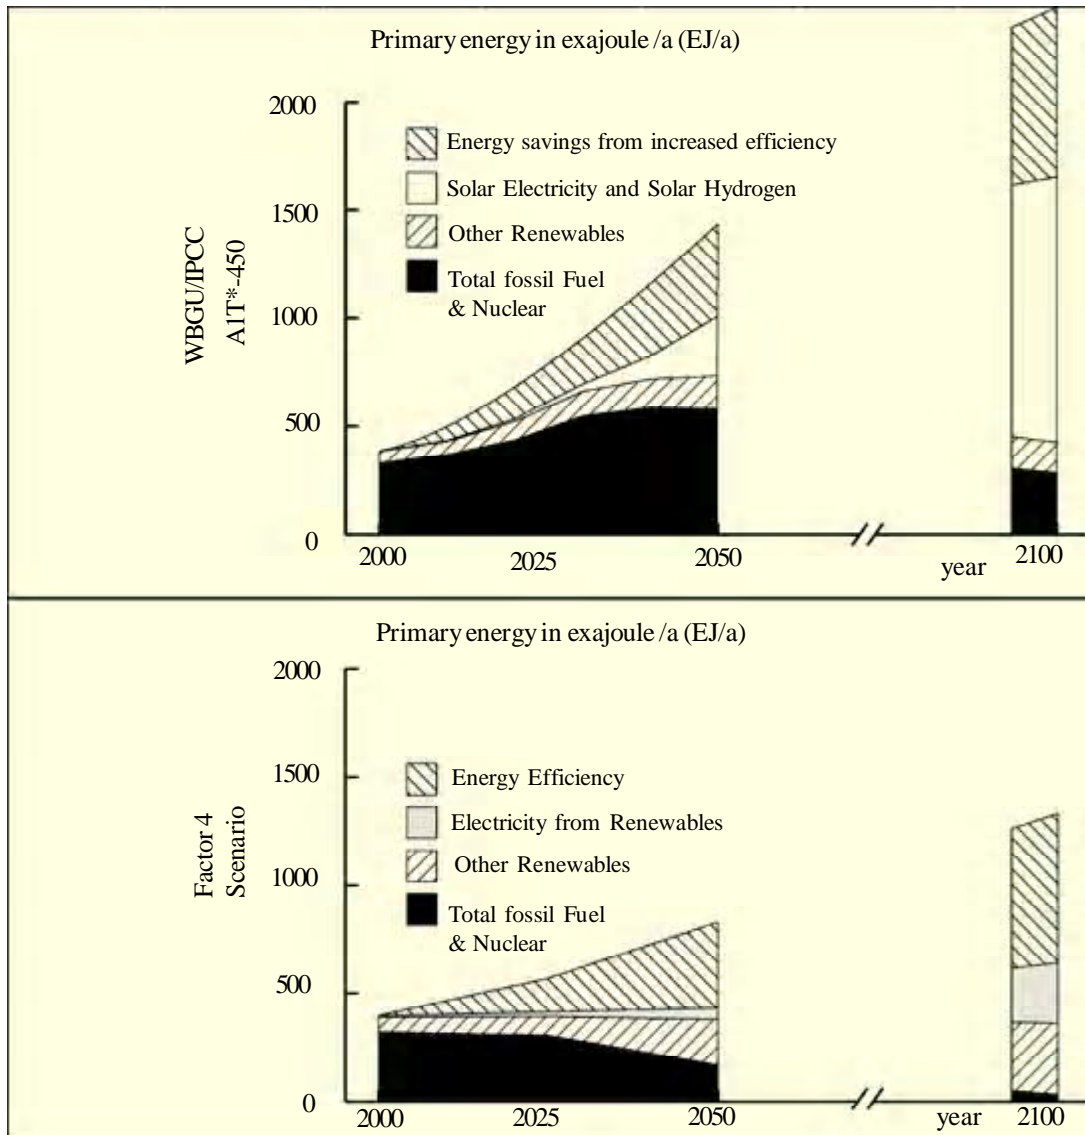 Primary energy in exajoule /a (EJ/a)
WBGU/IPCC
A1T*-450
2000
1500
1000
500
0
Energy savings from increased efficiency
Solar Electricity and Solar Hydrogen
Other Renewables
Total fossil Fuel
& Nuclear
2000
2025
2050
year
2100
Primary energy in exajoule /a (EJ/a)
Factor 4
Scenario
2000
1500
1000
500
0
Energy Efficiency
Electricity from Renewables
Other Renewables
Total fossil Fuel
& Nuclear
2000
2025
2050
year
2100